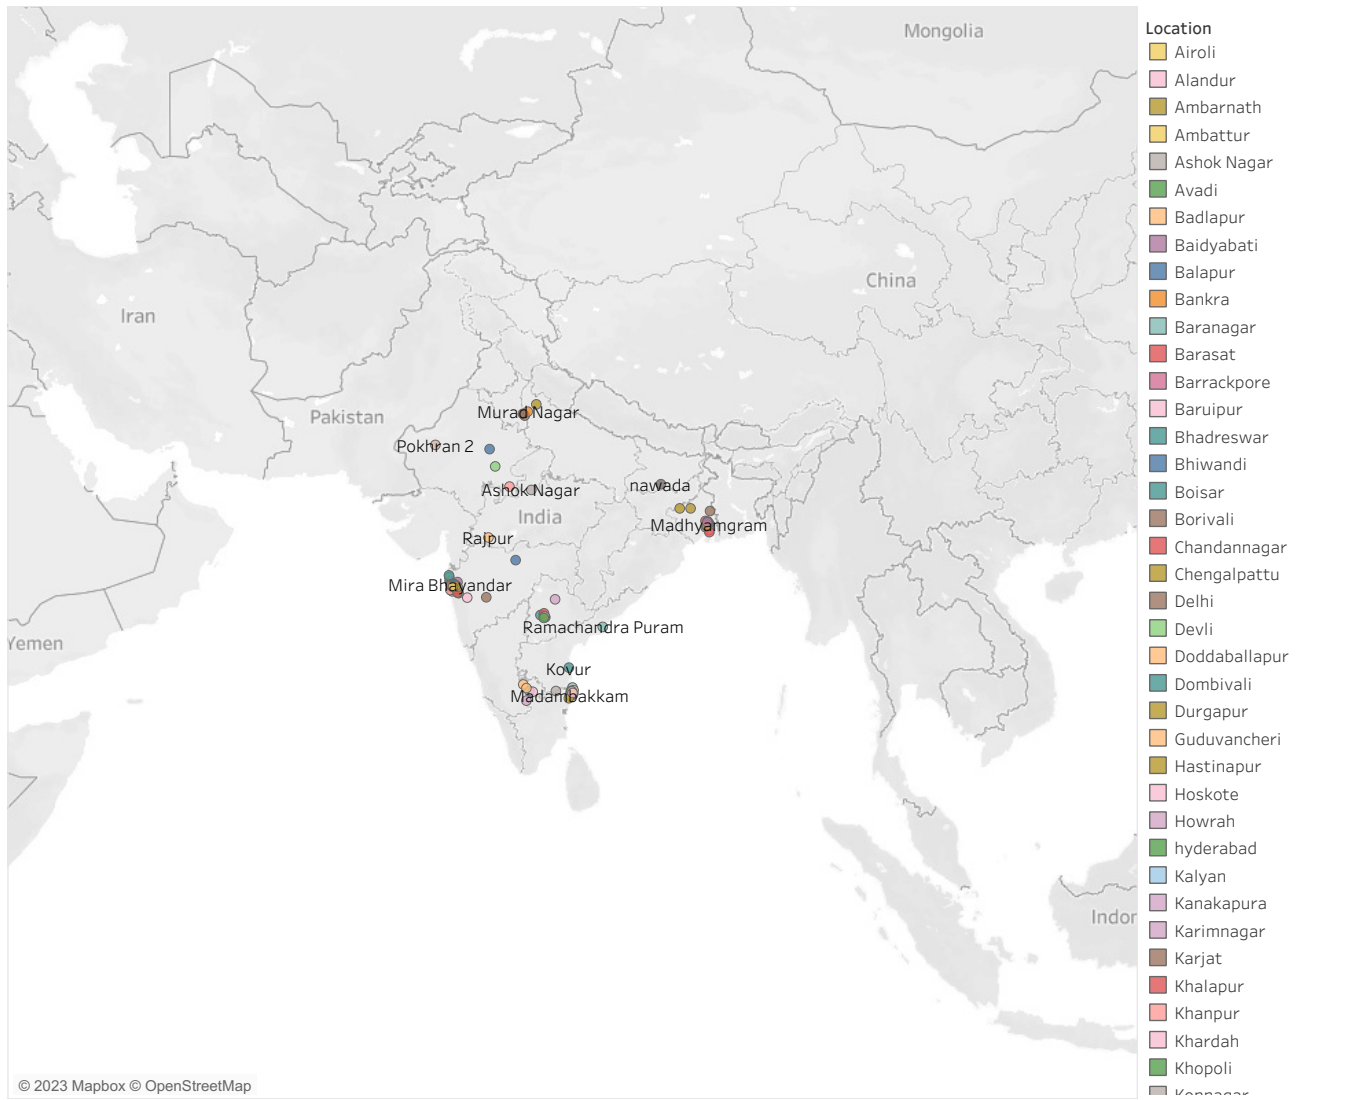 Mongolia
China
Iran
Pakistan
Murad Nagar
Pokhran 2
Ashok Nagar
nawada
India
Madhyamgram
Rajpur
Mira Bhayandar
Ramachandra Puram
Yemen
Kovur
Madambakkam
Indor
© 2023 Mapbox © OpenStreetMap
Location
Airoli
Alandur
Ambarnath
Ambattur
Ashok Nagar
Avadi
Badlapur
Baidyabati
Balapur
Bankra
Baranagar
Barasat
Barrackpore
Baruipur
Bhadreswar
Bhiwandi
Boisar
Borivali
Chandannagar
Chengalpattu
Delhi
Devli
Doddaballapur
Dombivali
Durgapur
Guduvancheri
Hastinapur
Hoskote
Howrah
hyderabad
Kalyan
Kanakapura
Karimnagar
Karjat
Khalapur
Khanpur
Khardah
Khopoli